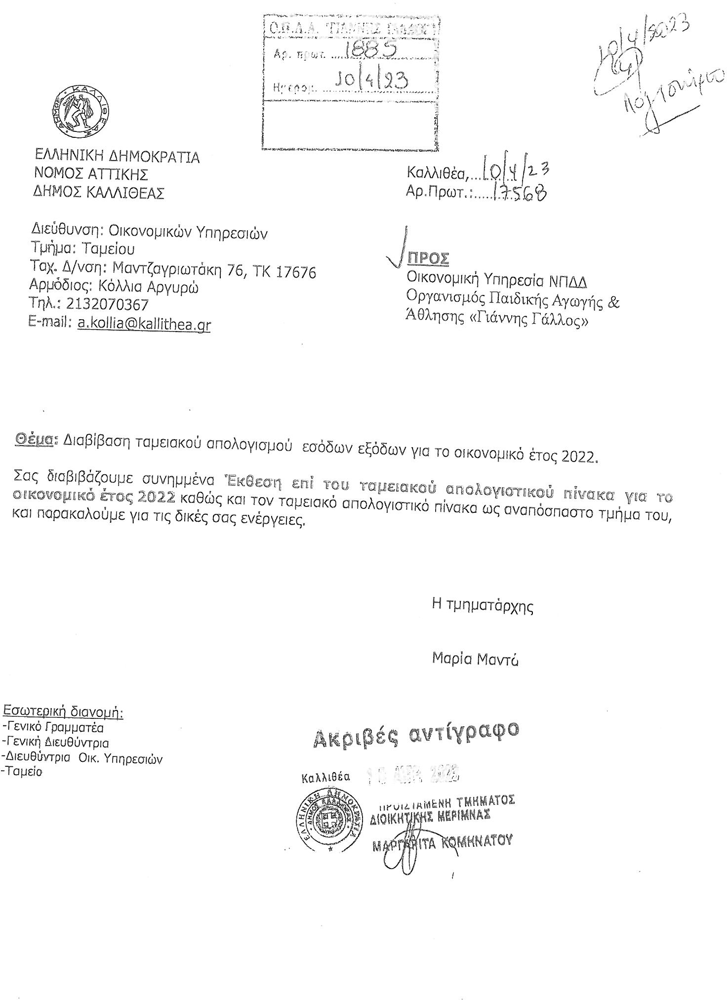 Ο.Π.Δ.Α. "ΓΙΑΝΝΗΣ ΓΑΛΛΟΣ"
Αρ. πρωτ. ....1885....
Ημερομ. ....10/4/23....
10/4/2023
ΔΗΜΟΣ · ΚΑΛΛΙΘΕΑΣ ·
ΕΛΛΗΝΙΚΗ ΔΗΜΟΚΡΑΤΙΑ
ΝΟΜΟΣ ΑΤΤΙΚΗΣ
ΔΗΜΟΣ ΚΑΛΛΙΘΕΑΣ
Καλλιθέα,...10/4/23
Αρ.Πρωτ.:.....17568
Διεύθυνση: Οικονομικών Υπηρεσιών
Τμήμα: Ταμείου
Ταχ. Δ/νση: Μαντζαγριωτάκη 76, ΤΚ 17676
Αρμόδιος: Κόλλια Αργυρώ
Τηλ.: 2132070367
E-mail: a.kollia@kallithea.gr
ΠΡΟΣ
Οικονομική Υπηρεσία ΝΠΔΔ
Οργανισμός Παιδικής Αγωγής &
Άθλησης «Γιάννης Γάλλος»
Θέμα: Διαβίβαση ταμειακού απολογισμού εσόδων εξόδων για το οικονομικό έτος 2022.
Σας διαβιβάζουμε συνημμένα Έκθεση επί του ταμειακού απολογιστικού πίνακα για το
οικονομικό έτος 2022 καθώς και τον ταμειακό απολογιστικό πίνακα ως αναπόσπαστο τμήμα του,
και παρακαλούμε για τις δικές σας ενέργειες.
Η τμηματάρχης
Μαρία Μαντώ
Εσωτερική διανομή:
-Γενικό Γραμματέα
-Γενική Διευθύντρια
-Διευθύντρια Οικ. Υπηρεσιών
-Ταμείο
Ακριβές αντίγραφο
Καλλιθέα
ΕΛΛΗΝΙΚΗ ΔΗΜΟΚΡΑΤΙΑ
ΔΗΜΟΣ ΚΑΛΛΙΘΕΑΣ
ΠΡΟΪΣΤΑΜΕΝΗ ΤΜΗΜΑΤΟΣ
ΔΙΟΙΚΗΤΙΚΗΣ ΜΕΡΙΜΝΑΣ
ΜΑΡΓΑΡΙΤΑ ΚΟΜΗΝΑΤΟΥ